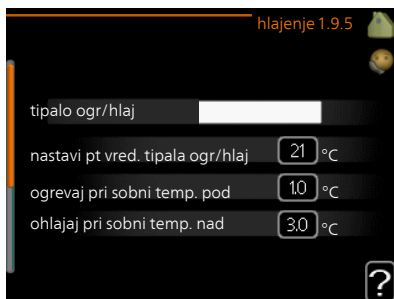 hlajenje 1.9.5
tipalo ogr/hlaj
nastavi pt vred. tipala ogr/hlaj 21 °C
ogrevaj pri sobni temp. pod 1.0 °C
ohlajaj pri sobni temp. nad 3.0 °C
?